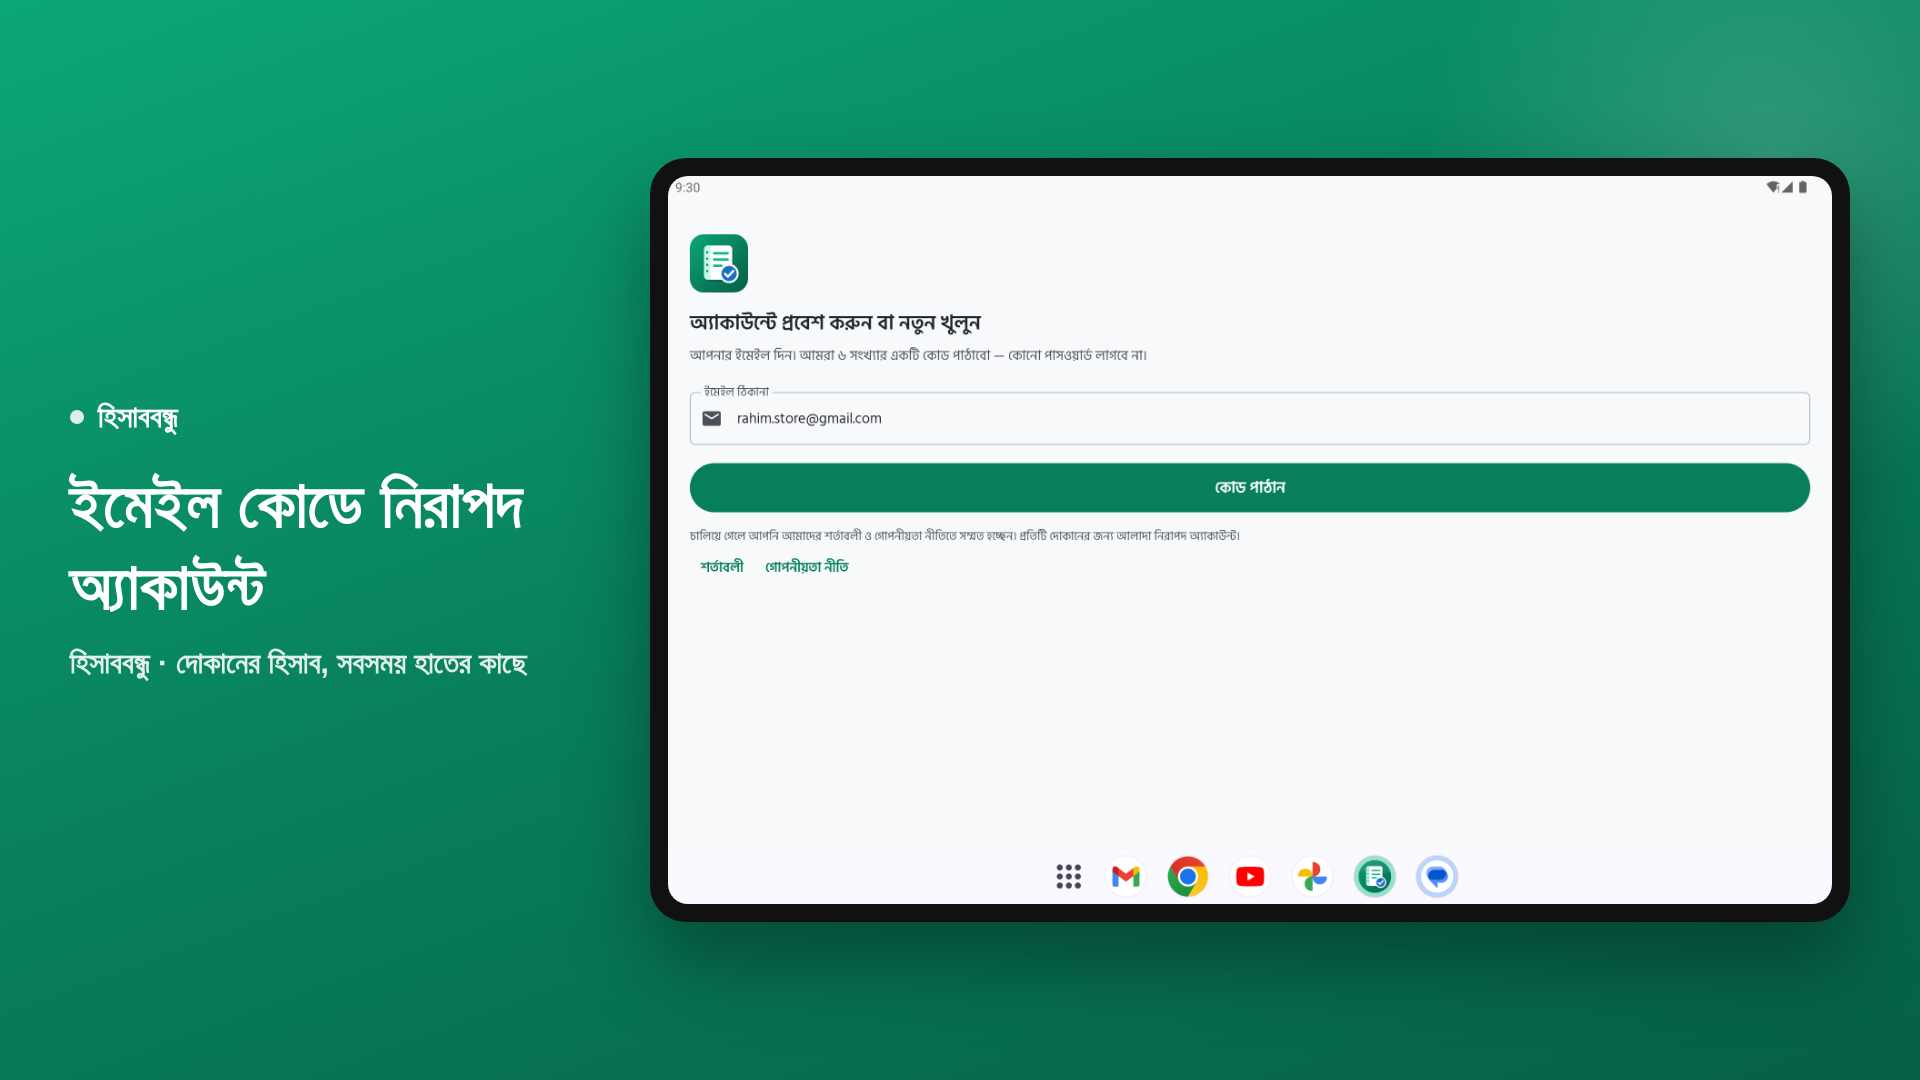 হিসাববন্ধু
ইমেইল কোডে নিরাপদ
অ্যাকাউন্ট
হিসাববন্ধু · দোকানের হিসাব, সবসময় হাতের কাছে
9:30
অ্যাকাউন্টে প্রবেশ করুন বা নতুন খুলুন
আপনার ইমেইল দিন। আমরা ৬ সংখ্যার একটি কোড পাঠাবো — কোনো পাসওয়ার্ড লাগবে না।
ইমেইল ঠিকানা
rahim.store@gmail.com
কোড পাঠান
চালিয়ে গেলে আপনি আমাদের শর্তাবলী ও গোপনীয়তা নীতিতে সম্মত হচ্ছেন। প্রতিটি দোকানের জন্য আলাদা নিরাপদ অ্যাকাউন্ট।
শর্তাবলী গোপনীয়তা নীতি